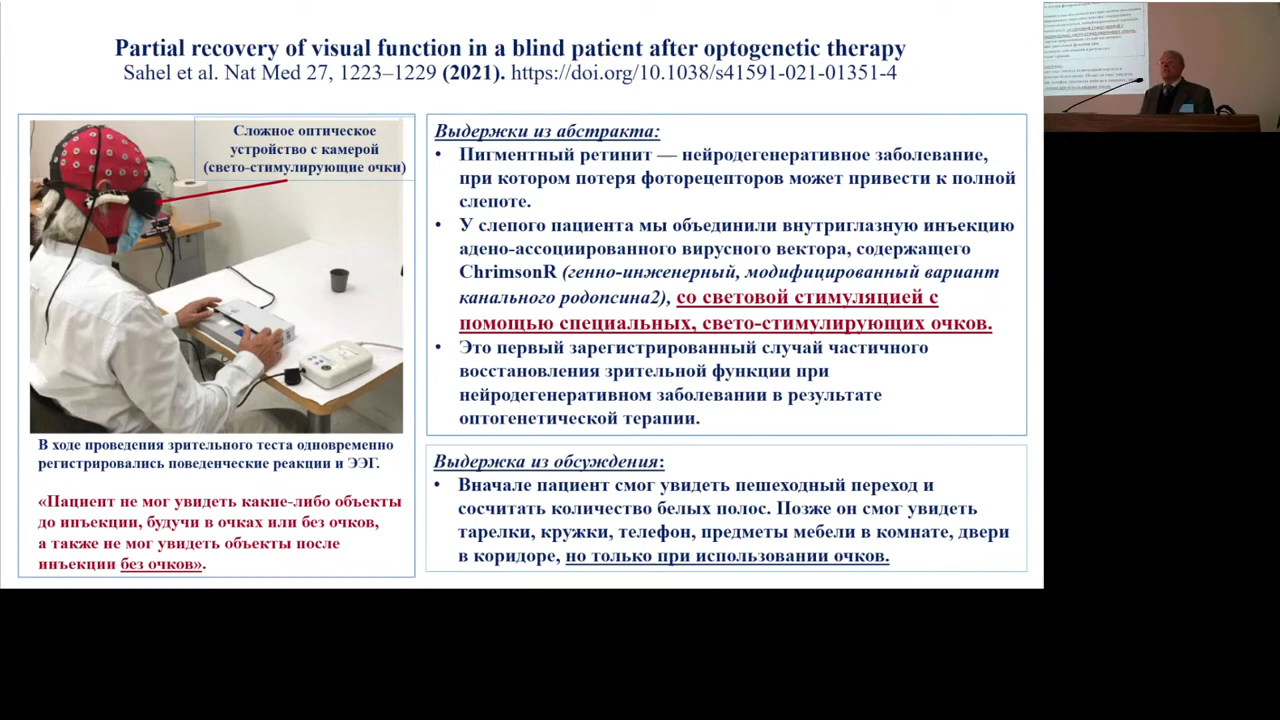 Partial recovery of visual function in a blind patient after optogenetic therapy
Sahel et al. Nat Med 27, 1223–1229 (2021). https://doi.org/10.1038/s41591-021-01351-4
Сложное оптическое
устройство с камерой
(свето-стимулирующие очки)
В ходе проведения зрительного теста одновременно
регистрировались поведенческие реакции и ЭЭГ.
«Пациент не мог увидеть какие-либо объекты
до инъекции, будучи в очках или без очков,
а также не мог увидеть объекты после
инъекции без очков».
Выдержки из абстракта:
• Пигментный ретинит — нейродегенеративное заболевание,
при котором потеря фоторецепторов может привести к полной
слепоте.
• У слепого пациента мы объединили внутриглазную инъекцию
адено-ассоциированного вирусного вектора, содержащего
ChrimsonR (генно-инженерный, модифицированный вариант
канального родопсина2), со световой стимуляцией с
помощью специальных, свето-стимулирующих очков.
• Это первый зарегистрированный случай частичного
восстановления зрительной функции при
нейродегенеративном заболевании в результате
оптогенетической терапии.
Выдержка из обсуждения:
• Вначале пациент смог увидеть пешеходный переход и
сосчитать количество белых полос. Позже он смог увидеть
тарелки, кружки, телефон, предметы мебели в комнате, двери
в коридоре, но только при использовании очков.